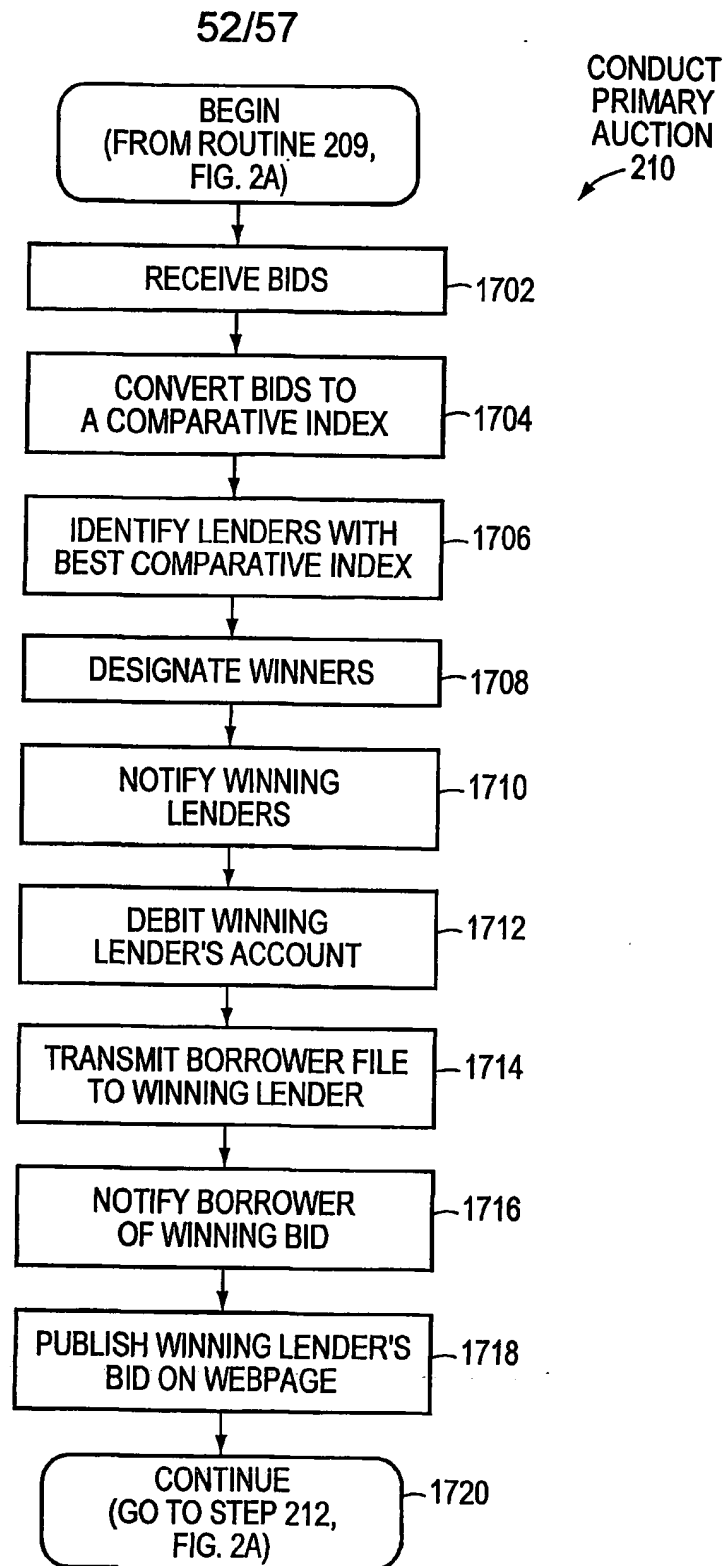 52/57
CONDUCT
PRIMARY
AUCTION
210
BEGIN
(FROM ROUTINE 209,
FIG. 2A)
RECEIVE BIDS
1702
CONVERT BIDS TO
A COMPARATIVE INDEX
1704
IDENTIFY LENDERS WITH
BEST COMPARATIVE INDEX
1706
DESIGNATE WINNERS
1708
NOTIFY WINNING
LENDERS
1710
DEBIT WINNING
LENDER'S ACCOUNT
1712
TRANSMIT BORROWER FILE
TO WINNING LENDER
1714
NOTIFY BORROWER
OF WINNING BID
1716
PUBLISH WINNING LENDER'S
BID ON WEBPAGE
1718
CONTINUE
(GO TO STEP 212,
FIG. 2A)
1720